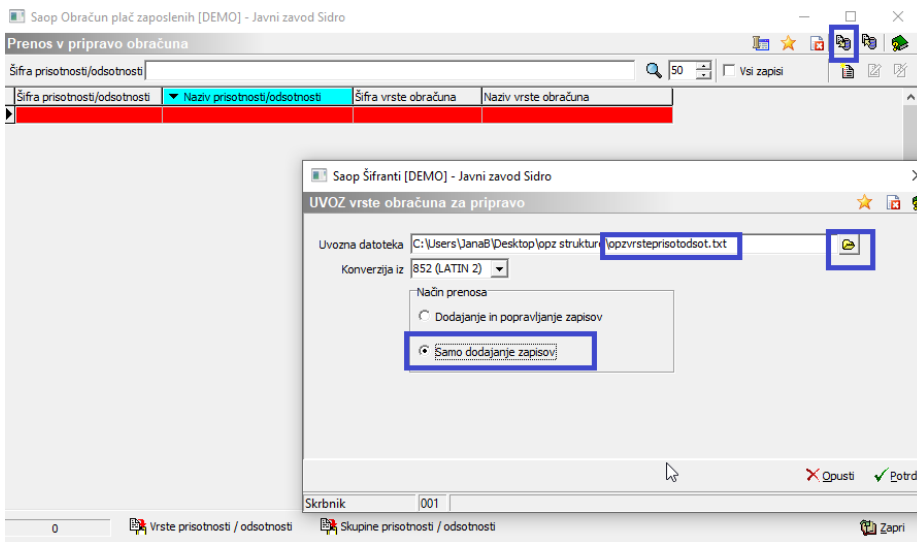 Saop Obračun plač zaposlenih [DEMO] - Javni zavod Sidro
Prenos v pripravo obračuna
Šifra prisotnosti/odsotnosti 50 Vsi zapisi
Šifra prisotnosti/odsotnosti Naziv prisotnosti/odsotnosti Šifra vrste obračuna Naziv vrste obračuna
Saop Šifranti [DEMO] - Javni zavod Sidro
UVOZ vrste obračuna za pripravo
Uvozna datoteka C:\Users\JanaB\Desktop\opz strukture\opzvrsteprisotodsot.txt
Konverzija iz 852 (LATIN 2)
Način prenosa
Dodajanje in popravljanje zapisov
Samo dodajanje zapisov
Opusti Potrd
Skrbnik 001
0 Vrste prisotnosti / odsotnosti Skupine prisotnosti / odsotnosti Zapri